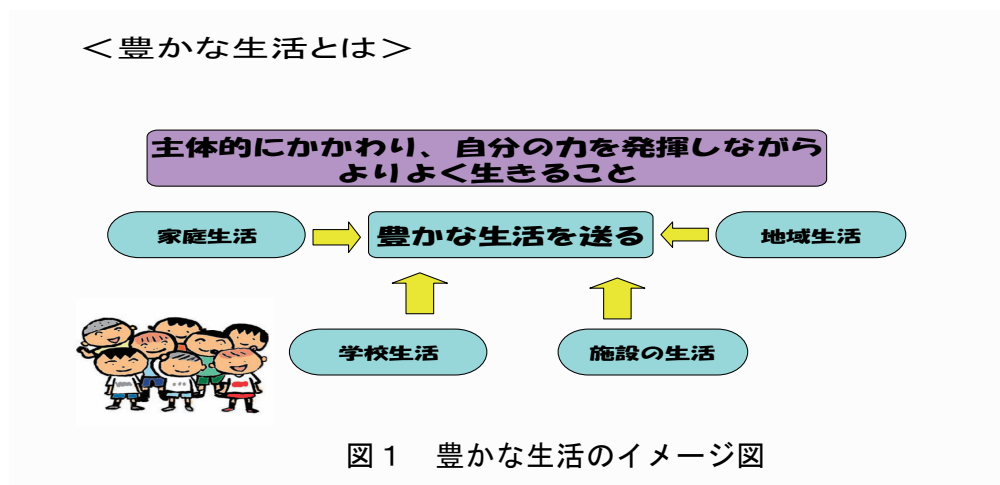 ＜豊かな生活とは＞
主体的にかかわり、自分の力を発揮しながら
よりよく生きること
家庭生活
豊かな生活を送る
地域生活
学校生活
施設の生活
図１　豊かな生活のイメージ図